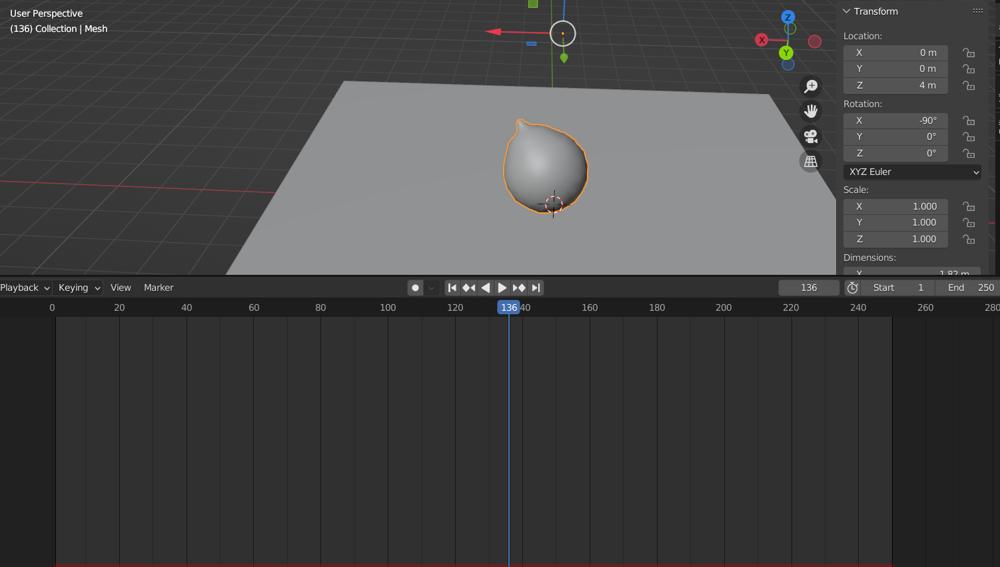 User Perspective
(136) Collection | Mesh
Z
X
Y
Transform
Location:
X 0 m
Y 0 m
Z 4 m
Rotation:
X -90°
Y 0°
Z 0°
XYZ Euler
Scale:
X 1.000
Y 1.000
Z 1.000
Dimensions:
X 1.82 m
Playback Keying View Marker 136 Start 1 End 250
0 20 40 60 80 100 120 136 40 160 180 200 220 240 260 280